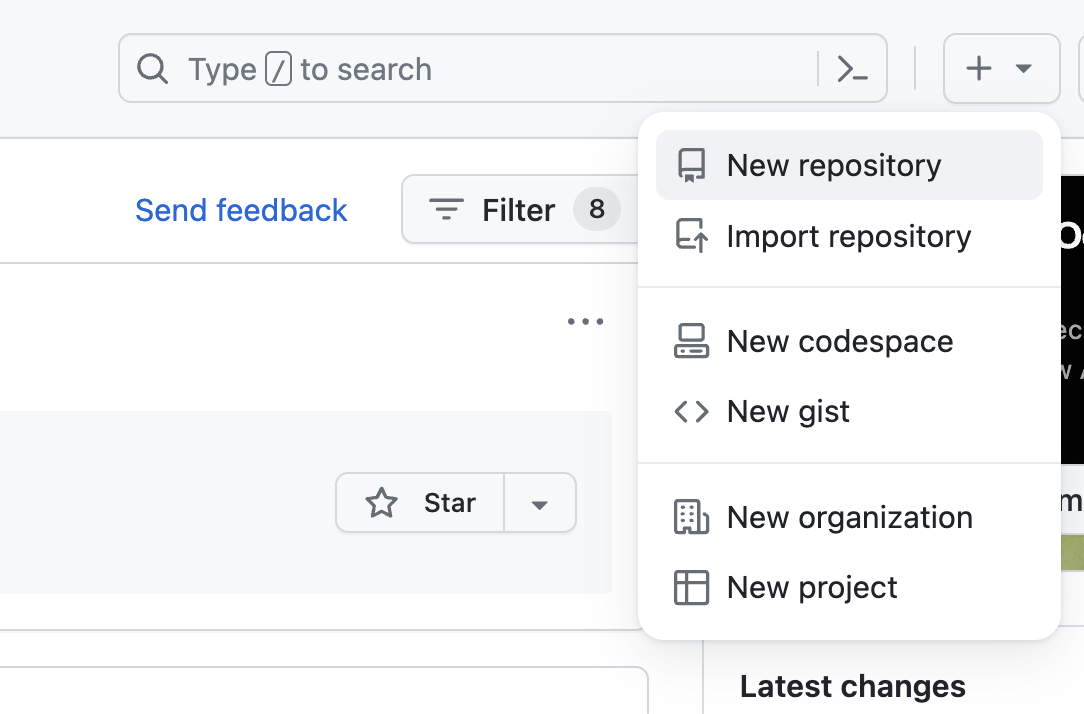 Type / to search
New repository
Send feedback
Filter 8
Import repository
New codespace
New gist
Star
New organization
New project
Latest changes